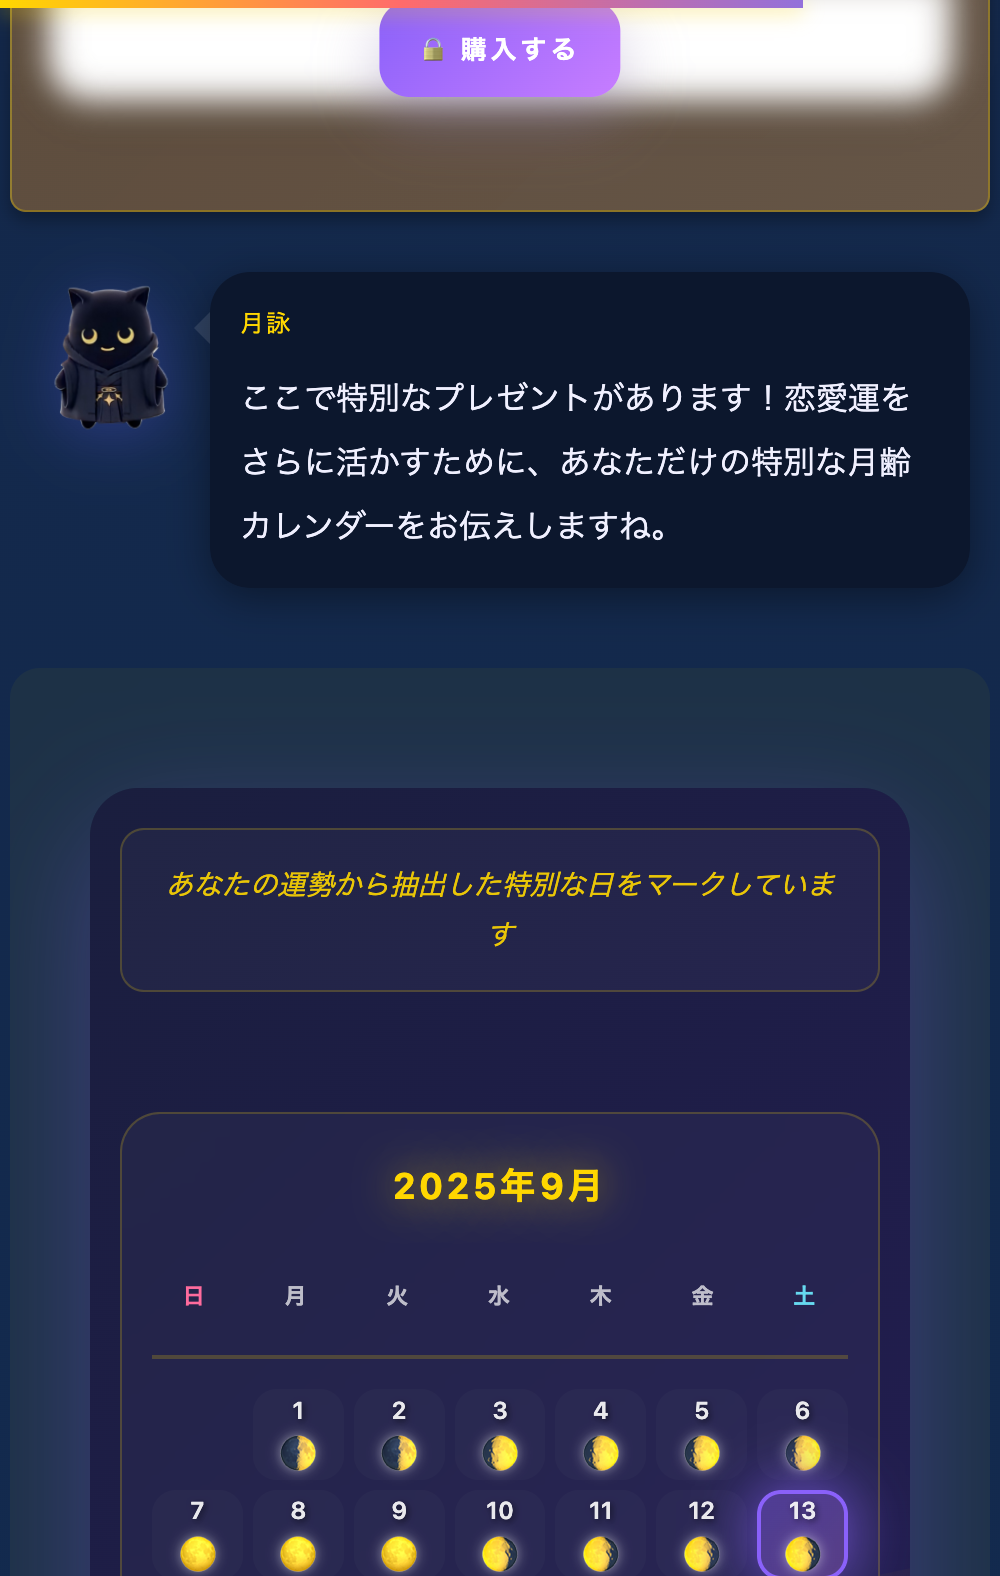 購入する
月詠
ここで特別なプレゼントがあります！恋愛運を
さらに活かすために、あなただけの特別な月齢
カレンダーをお伝えしますね。
あなたの運勢から抽出した特別な日をマークしていま
す
2025年9月
日 月 火 水 木 金 土
1 2 3 4 5 6
7 8 9 10 11 12 13